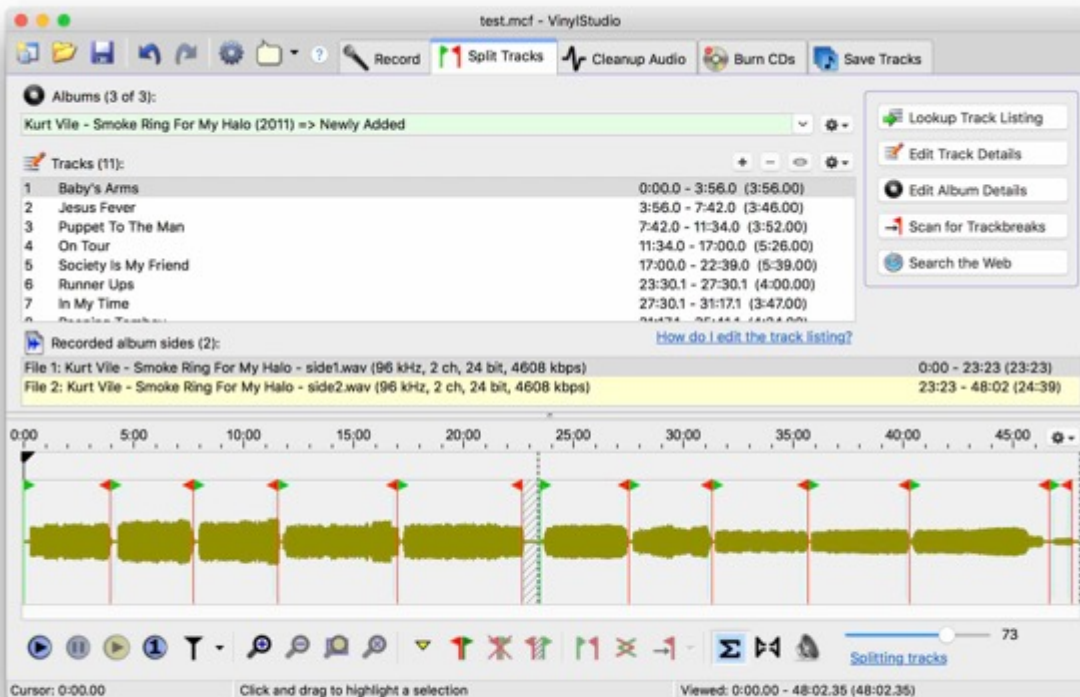 test.mcf - VinylStudio
Record Split Tracks Cleanup Audio Burn CDs Save Tracks
Albums (3 of 3):
Kurt Vile - Smoke Ring For My Halo (2011) => Newly Added
Lookup Track Listing
Edit Track Details
Edit Album Details
Scan for Trackbreaks
Search the Web
Tracks (11):
1 Baby's Arms 0:00.0 - 3:56.0 (3:56.00)
2 Jesus Fever 3:56.0 - 7:42.0 (3:46.00)
3 Puppet To The Man 7:42.0 - 11:34.0 (3:52.00)
4 On Tour 11:34.0 - 17:00.0 (5:26.00)
5 Society Is My Friend 17:00.0 - 22:39.0 (5:39.00)
6 Runner Ups 23:30.1 - 27:30.1 (4:00.00)
7 In My Time 27:30.1 - 31:17.1 (3:47.00)
How do I edit the track listing?
Recorded album sides (2):
File 1: Kurt Vile - Smoke Ring For My Halo - side1.wav (96 kHz, 2 ch, 24 bit, 4608 kbps) 0:00 - 23:23 (23:23)
File 2: Kurt Vile - Smoke Ring For My Halo - side2.wav (96 kHz, 2 ch, 24 bit, 4608 kbps) 23:23 - 48:02 (24:39)
0:00 5:00 10:00 15:00 20:00 25:00 30:00 35:00 40:00 45:00
73
Splitting tracks
Cursor: 0:00.00 Click and drag to highlight a selection Viewed: 0:00.00 - 48:02.35 (48:02.35)